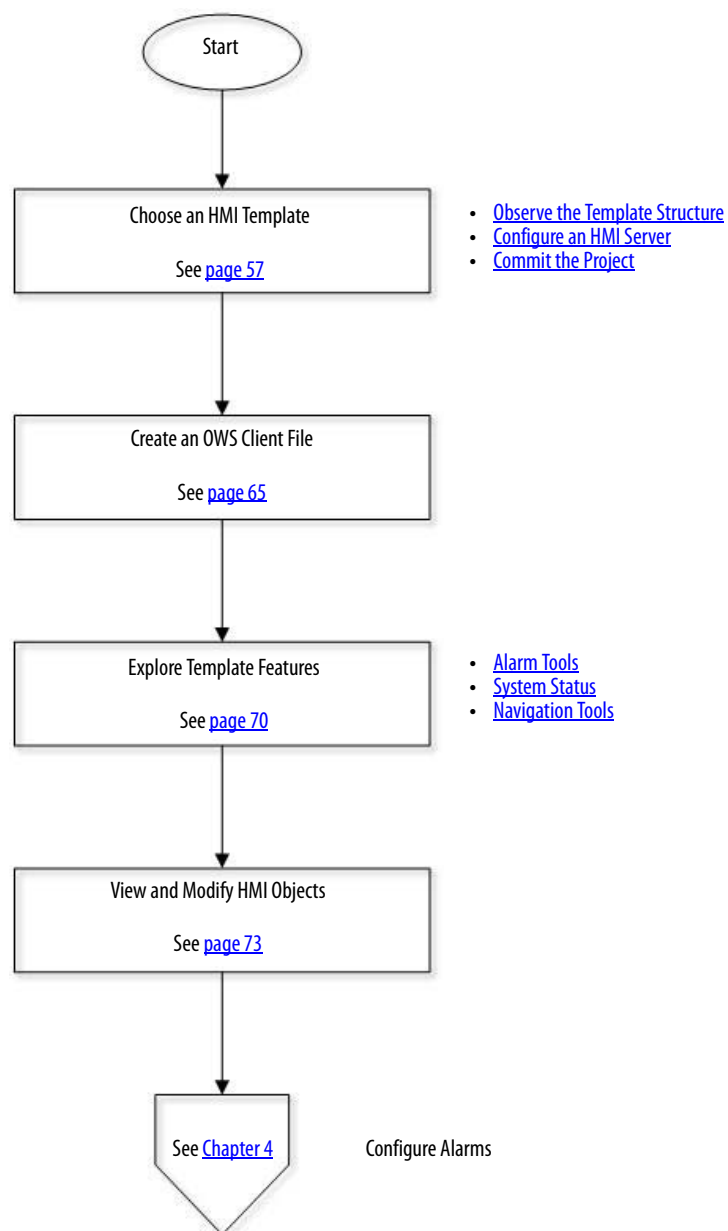 Start
Choose an HMI Template
See page 57
• Observe the Template Structure
• Configure an HMI Server
• Commit the Project
Create an OWS Client File
See page 65
Explore Template Features
See page 70
• Alarm Tools
• System Status
• Navigation Tools
View and Modify HMI Objects
See page 73
See Chapter 4
Configure Alarms